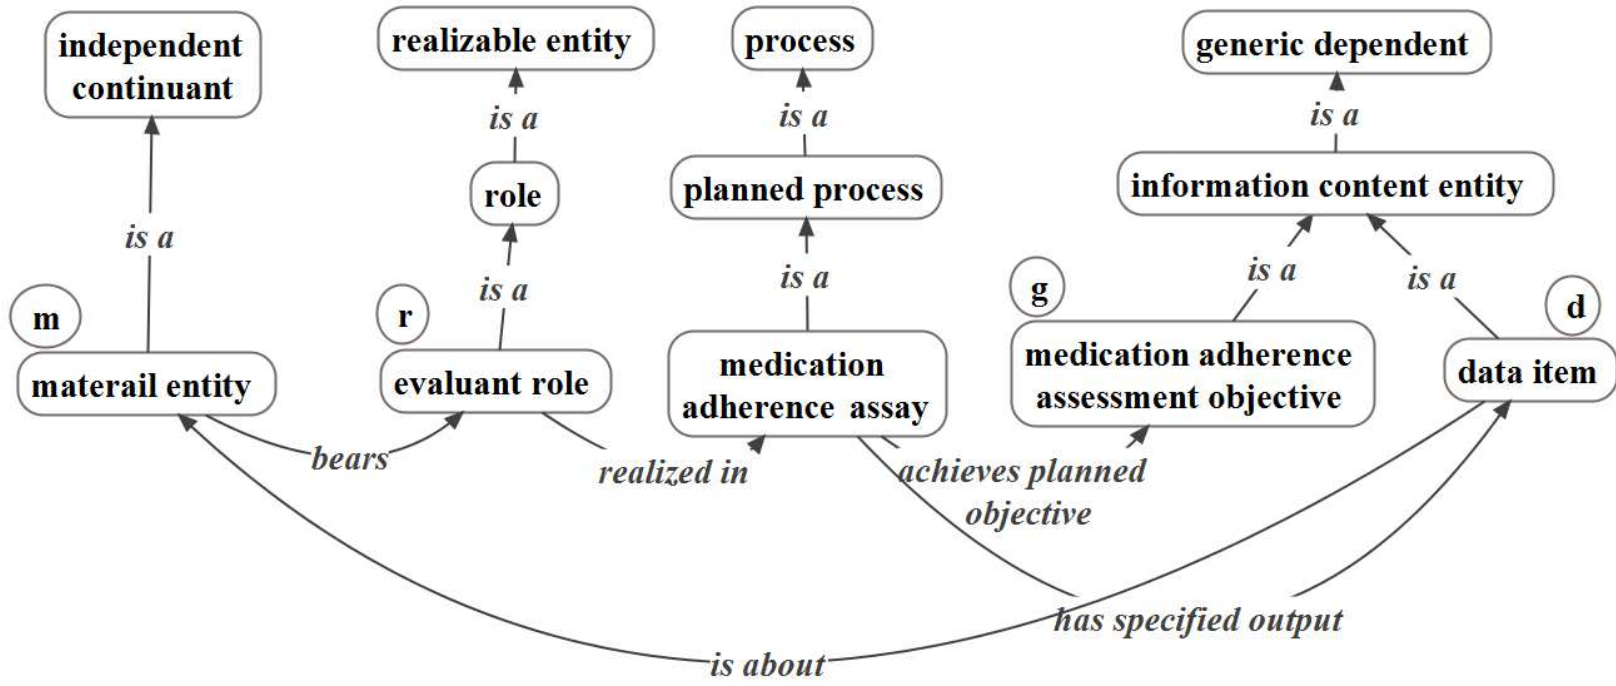 independent
continuant
realizable entity
process
generic dependent
is a
is a
is a
role
planned process
information content entity
is a
is a
is a
is a
is a
m
r
g
d
materail entity
evaluant role
medication
adherence assay
medication adherence
assessment objective
data item
bears
realized in
achieves planned
objective
has specified output
is about